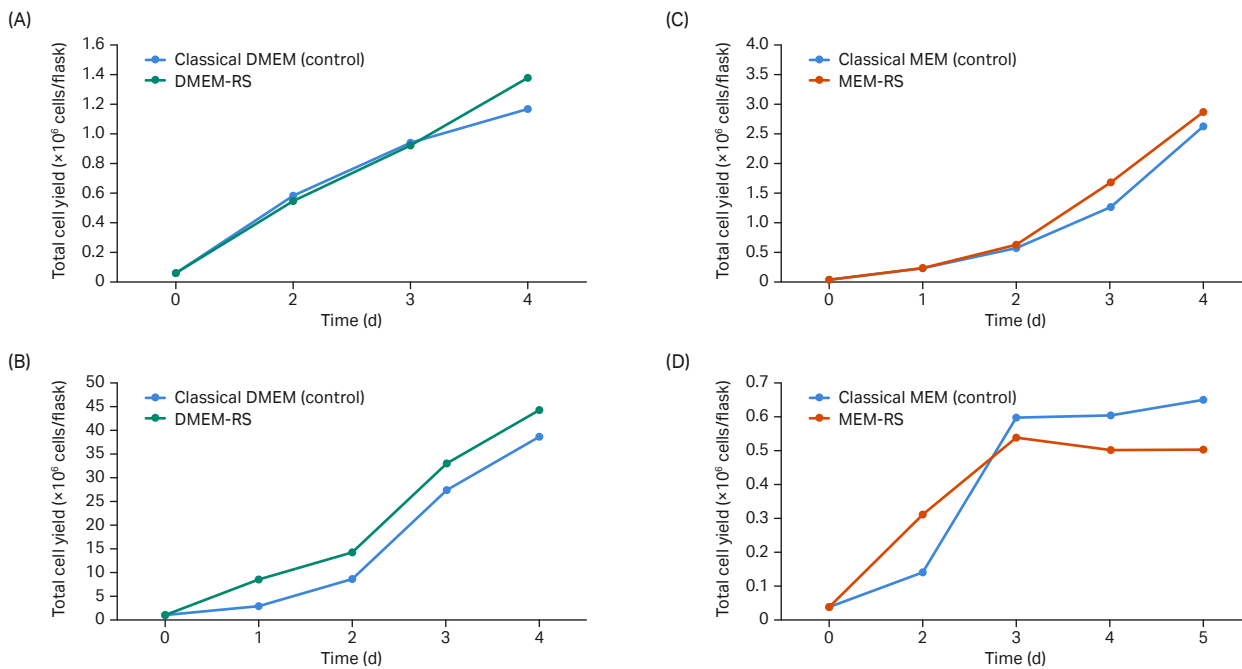 (A)
Total cell yield (×10⁶ cells/flask)
1.6
1.4
1.2
1.0
0.8
0.6
0.4
0.2
0
Classical DMEM (control)
DMEM-RS
0 2 3 4
Time (d)
(B)
Total cell yield (×10⁶ cells/flask)
50
45
40
35
30
25
20
15
10
5
0
Classical DMEM (control)
DMEM-RS
0 1 2 3 4
Time (d)
(C)
Total cell yield (×10⁶ cells/flask)
4.0
3.5
3.0
2.5
2.0
1.5
1.0
0.5
0
Classical MEM (control)
MEM-RS
0 1 2 3 4
Time (d)
(D)
Total cell yield (×10⁶ cells/flask)
0.7
0.6
0.5
0.4
0.3
0.2
0.1
0
Classical MEM (control)
MEM-RS
0 2 3 4 5
Time (d)